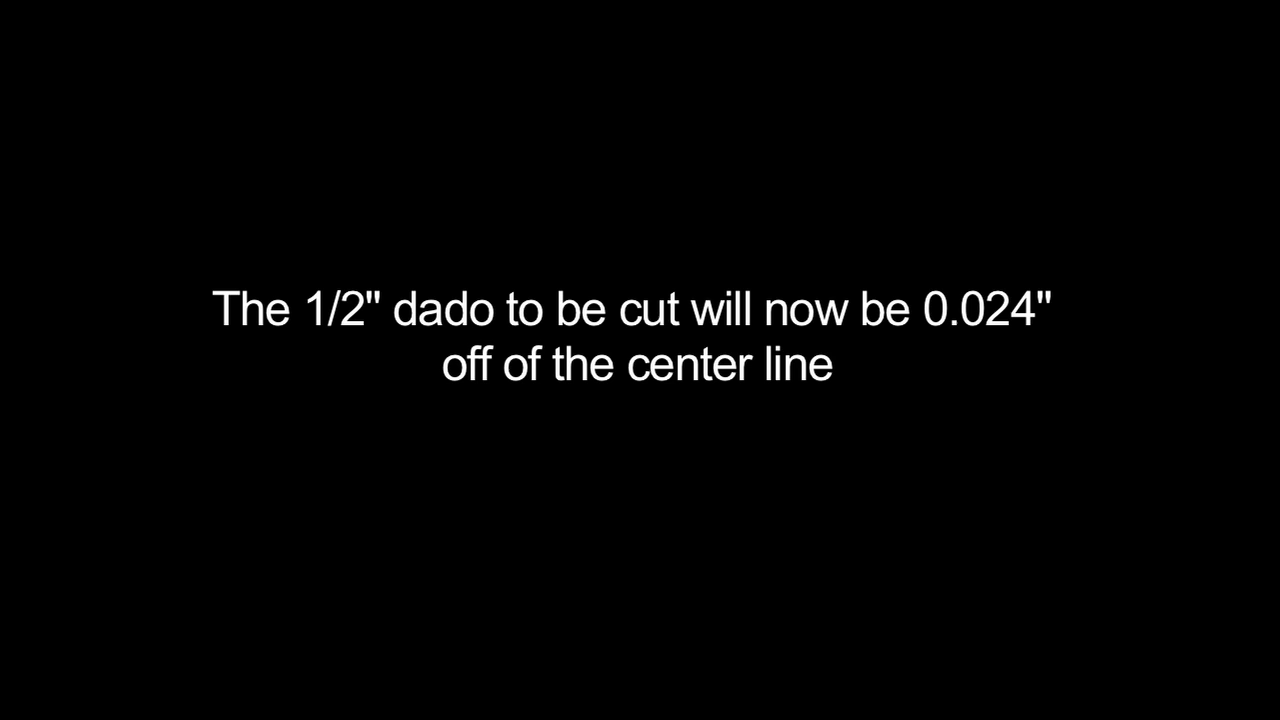 The 1/2" dado to be cut will now be 0.024"
off of the center line